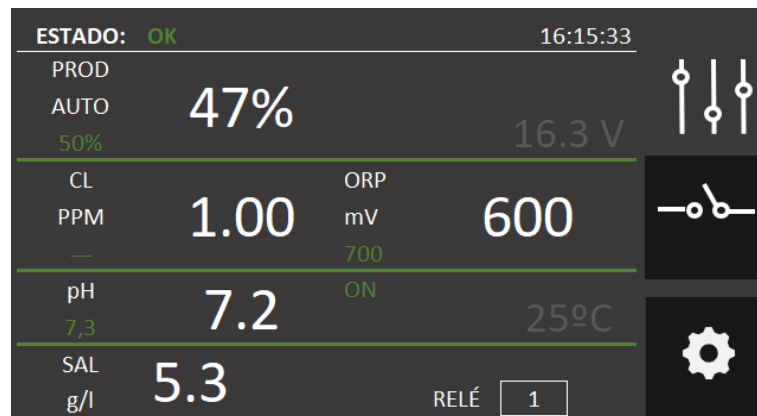 ESTADO: OK 16:15:33
PROD
AUTO 47%
50% 16.3 V
CL ORP
PPM 1.00 mV 600
--- 700
pH 7.2 ON
7,3 25ºC
SAL 5.3
g/l RELÉ 1